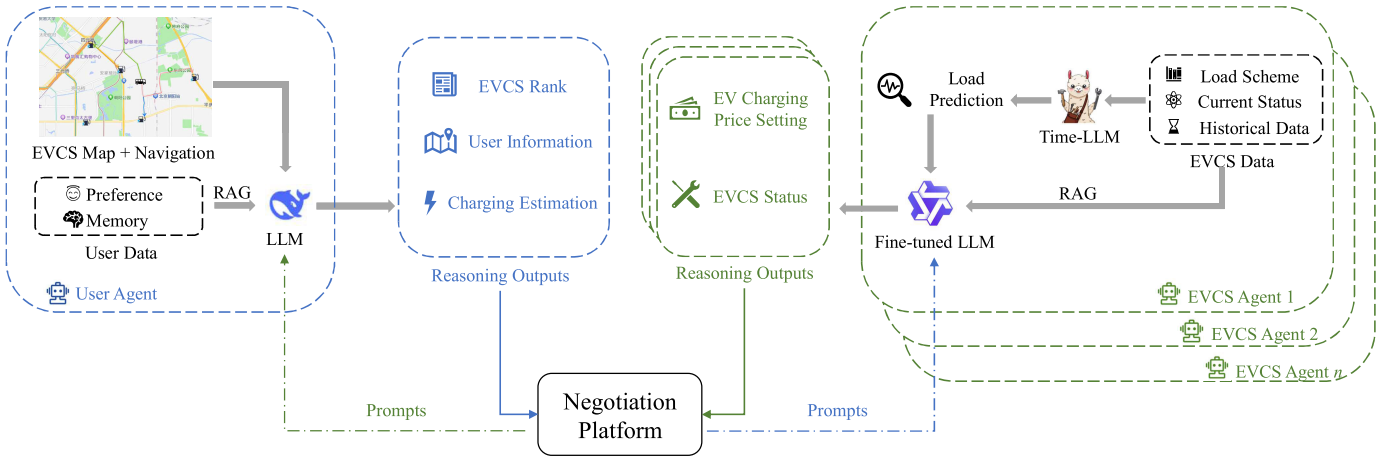 EVCS Map + Navigation
Preference
Memory
RAG
User Data
LLM
User Agent
EVCS Rank
User Information
Charging Estimation
Reasoning Outputs
EV Charging
Price Setting
EVCS Status
Reasoning Outputs
Load
Prediction
Time-LLM
Load Scheme
Current Status
Historical Data
EVCS Data
RAG
Fine-tuned LLM
EVCS Agent 1
EVCS Agent 2
EVCS Agent n
Prompts
Negotiation
Platform
Prompts